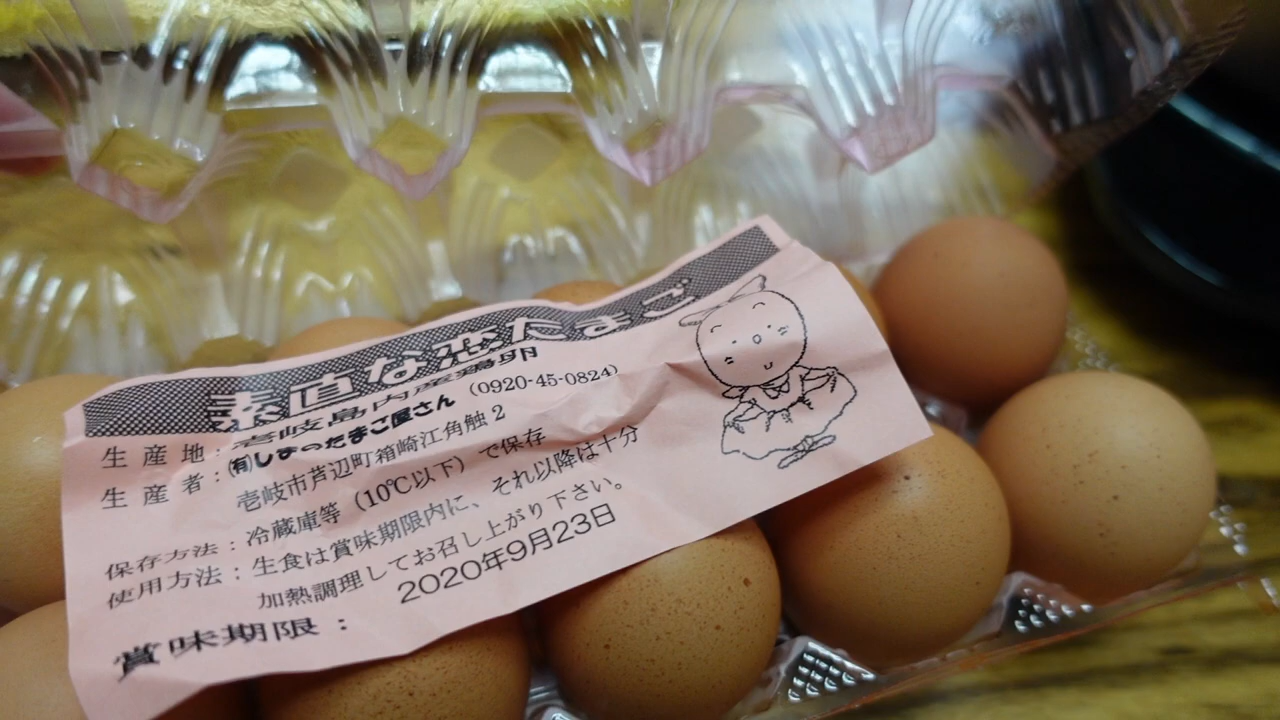 素直な恋たまご
生産地：壱岐島内産鶏卵
生産者：㈲しまのたまご屋さん (0920-45-0824)
壱岐市芦辺町箱崎江角触2
保存方法：冷蔵庫等（10℃以下）で保存
使用方法：生食は賞味期限内に、それ以降は十分
加熱調理してお召し上がり下さい。
賞味期限：2020年9月23日